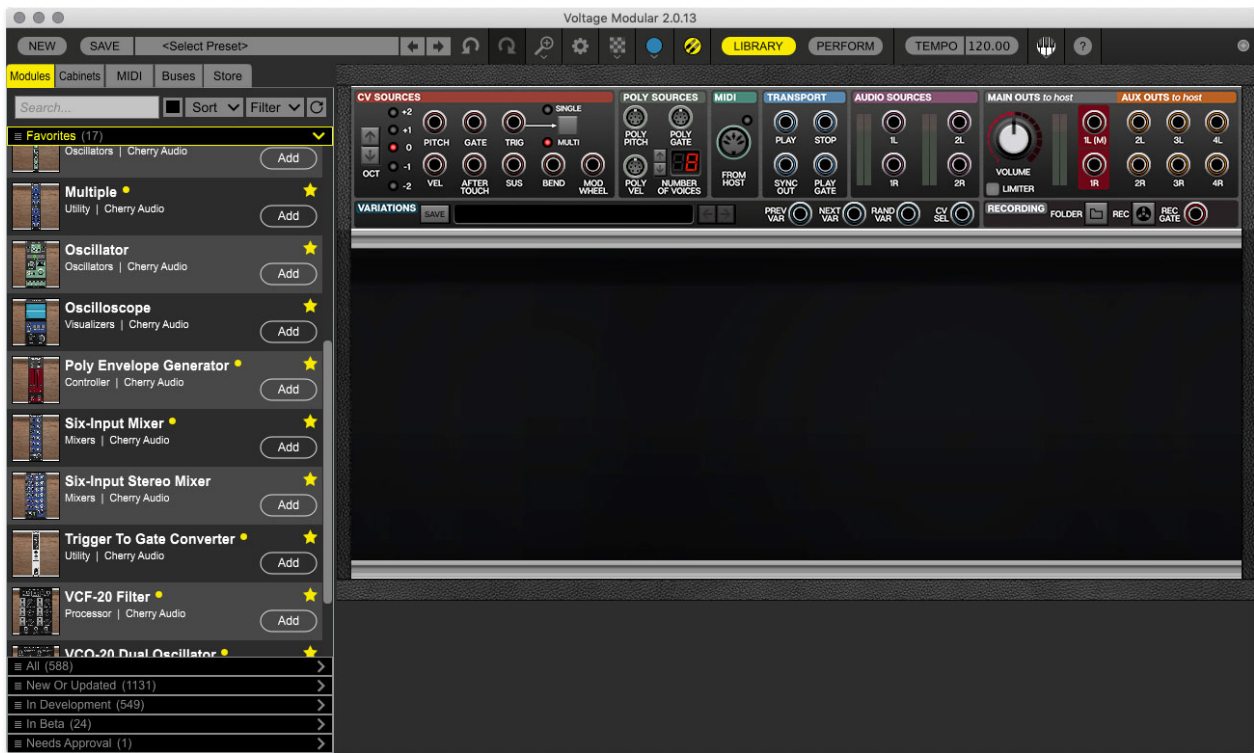 Voltage Modular 2.0.13
NEW SAVE <Select Preset> LIBRARY PERFORM TEMPO 120.00 ?
Modules Cabinets MIDI Buses Store
Search... Sort Filter
Favorites (17)
Oscillators | Cherry Audio
Add
Multiple
Utility | Cherry Audio
Add
Oscillator
Oscillators | Cherry Audio
Add
Oscilloscope
Visualizers | Cherry Audio
Add
Poly Envelope Generator
Controller | Cherry Audio
Add
Six-Input Mixer
Mixers | Cherry Audio
Add
Six-Input Stereo Mixer
Mixers | Cherry Audio
Add
Trigger To Gate Converter
Utility | Cherry Audio
Add
VCF-20 Filter
Processor | Cherry Audio
Add
VCO-20 Dual Oscillator
All (588)
New Or Updated (1131)
In Development (549)
In Beta (24)
Needs Approval (1)
CV SOURCES
+2
+1
0
-1
-2
OCT
SINGLE
MULTI
PITCH GATE TRIG
VEL AFTER TOUCH SUS BEND MOD WHEEL
POLY SOURCES
POLY PITCH POLY GATE
8
POLY VEL NUMBER OF VOICES
MIDI
FROM HOST
TRANSPORT
PLAY STOP
SYNC OUT PLAY GATE
AUDIO SOURCES
1L 2L
1R 2R
MAIN OUTS to host
VOLUME
LIMITER
1L (M)
1R
AUX OUTS to host
2L 3L 4L
2R 3R 4R
VARIATIONS SAVE
PREV VAR NEXT VAR RAND VAR CV SEL
RECORDING FOLDER REC REC GATE